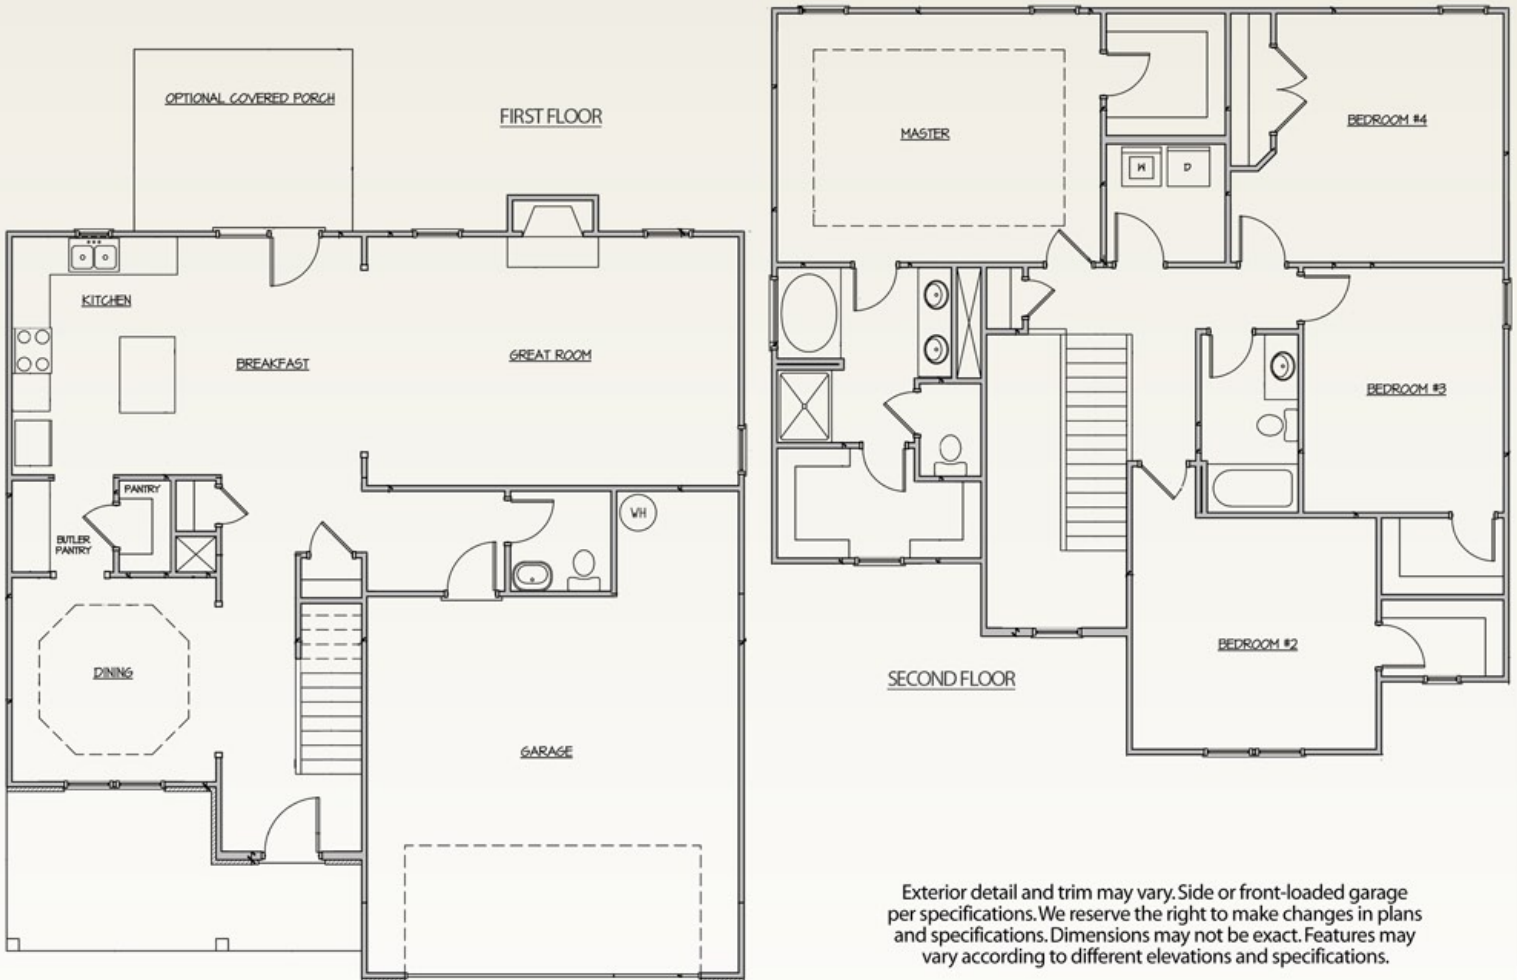 OPTIONAL COVERED PORCH
FIRST FLOOR
KITCHEN
BREAKFAST
GREAT ROOM
PANTRY
BUTLER
PANTRY
WH
DINING
GARAGE
MASTER
W
D
BEDROOM #4
BEDROOM #3
BEDROOM #2
SECOND FLOOR
Exterior detail and trim may vary. Side or front-loaded garage
per specifications. We reserve the right to make changes in plans
and specifications. Dimensions may not be exact. Features may
vary according to different elevations and specifications.